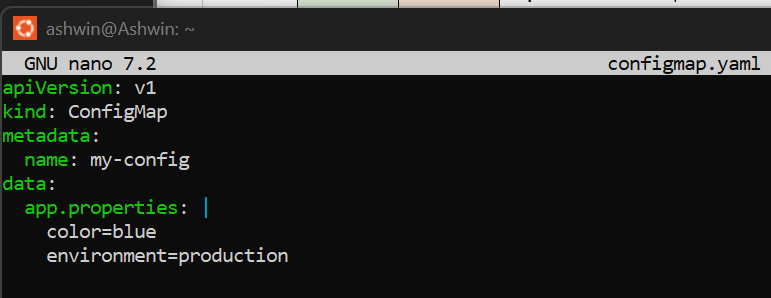 ashwin@Ashwin: ~
GNU nano 7.2 configmap.yaml
apiVersion: v1
kind: ConfigMap
metadata:
  name: my-config
data:
  app.properties: |
    color=blue
    environment=production